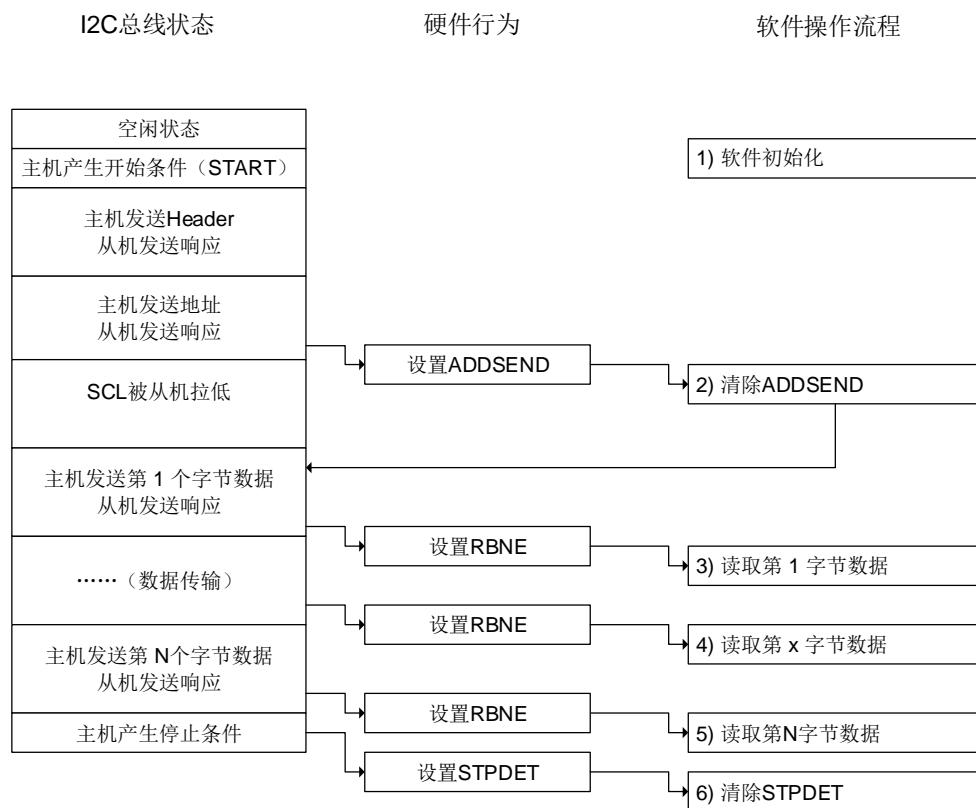 I2C总线状态
硬件行为
软件操作流程
空闲状态
主机产生开始条件（START）
1) 软件初始化
主机发送Header
从机发送响应
主机发送地址
从机发送响应
设置ADDSEND
2) 清除ADDSEND
SCL被从机拉低
主机发送第 1 个字节数据
从机发送响应
设置RBNE
3) 读取第 1 字节数据
……（数据传输）
设置RBNE
4) 读取第 x 字节数据
主机发送第 N个字节数据
从机发送响应
设置RBNE
5) 读取第N字节数据
主机产生停止条件
设置STPDET
6) 清除STPDET